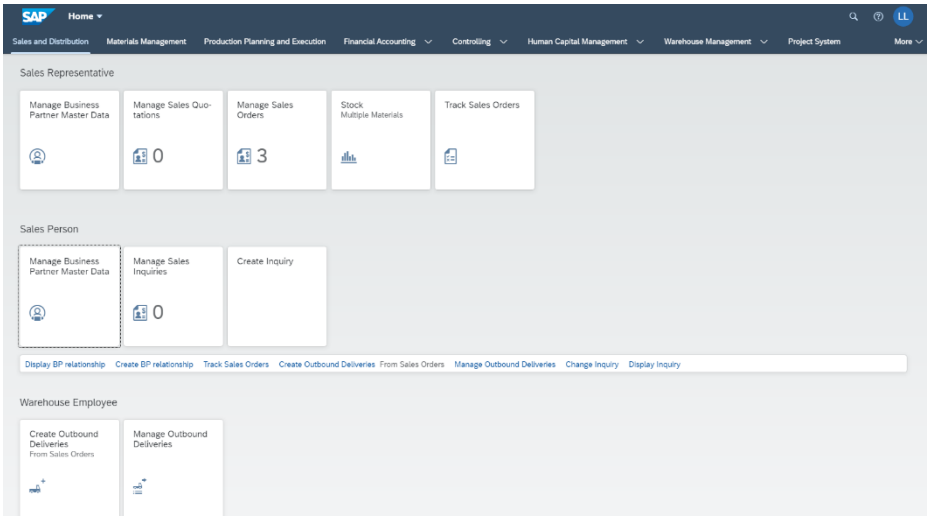 SAP Home
LL
Sales and Distribution Materials Management Production Planning and Execution Financial Accounting Controlling Human Capital Management Warehouse Management Project System More
Sales Representative
Manage Business
Partner Master Data
Manage Sales Quo-
tations
0
Manage Sales
Orders
3
Stock
Multiple Materials
Track Sales Orders
Sales Person
Manage Business
Partner Master Data
Manage Sales
Inquiries
0
Create Inquiry
Display BP relationship Create BP relationship Track Sales Orders Create Outbound Deliveries From Sales Orders Manage Outbound Deliveries Change Inquiry Display Inquiry
Warehouse Employee
Create Outbound
Deliveries
From Sales Orders
Manage Outbound
Deliveries